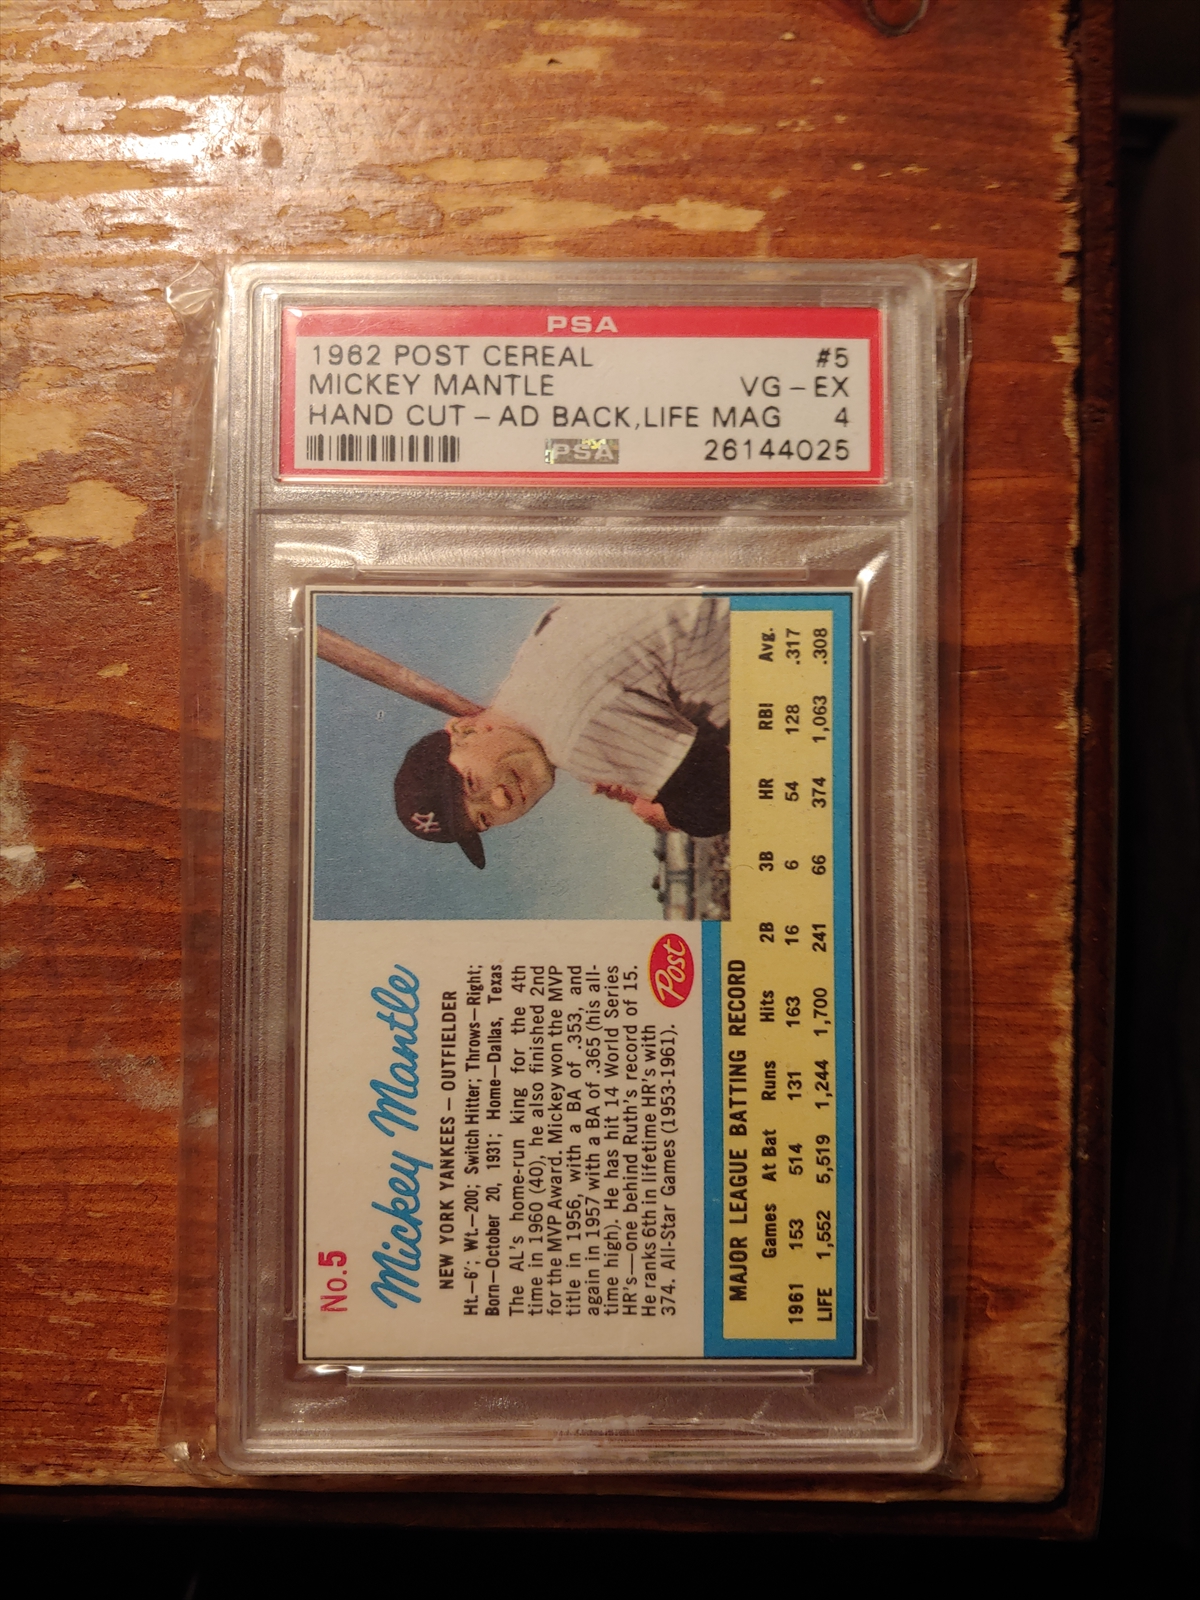 PSA
1962 POST CEREAL #5
MICKEY MANTLE VG-EX
HAND CUT-AD BACK,LIFE MAG 4
PSA 26144025
No.5
Mickey Mantle
NEW YORK YANKEES — OUTFIELDER
Ht.—6'; Wt.—200; Switch Hitter; Throws—Right;
Born—October 20, 1931; Home—Dallas, Texas
The AL's home-run king for the 4th
time in 1960 (40), he also finished 2nd
for the MVP Award. Mickey won the MVP
title in 1956, with a BA of .353, and
again in 1957 with a BA of .365 (his all-
time high). He has hit 14 World Series
HR's—one behind Ruth's record of 15.
He ranks 6th in lifetime HR's with
374. All-Star Games (1953-1961).
Post
NY
MAJOR LEAGUE BATTING RECORD
Games At Bat Runs Hits 2B 3B HR RBI Avg.
1961 153 514 131 163 16 6 54 128 .317
LIFE 1,552 5,519 1,244 1,700 241 66 374 1,063 .308